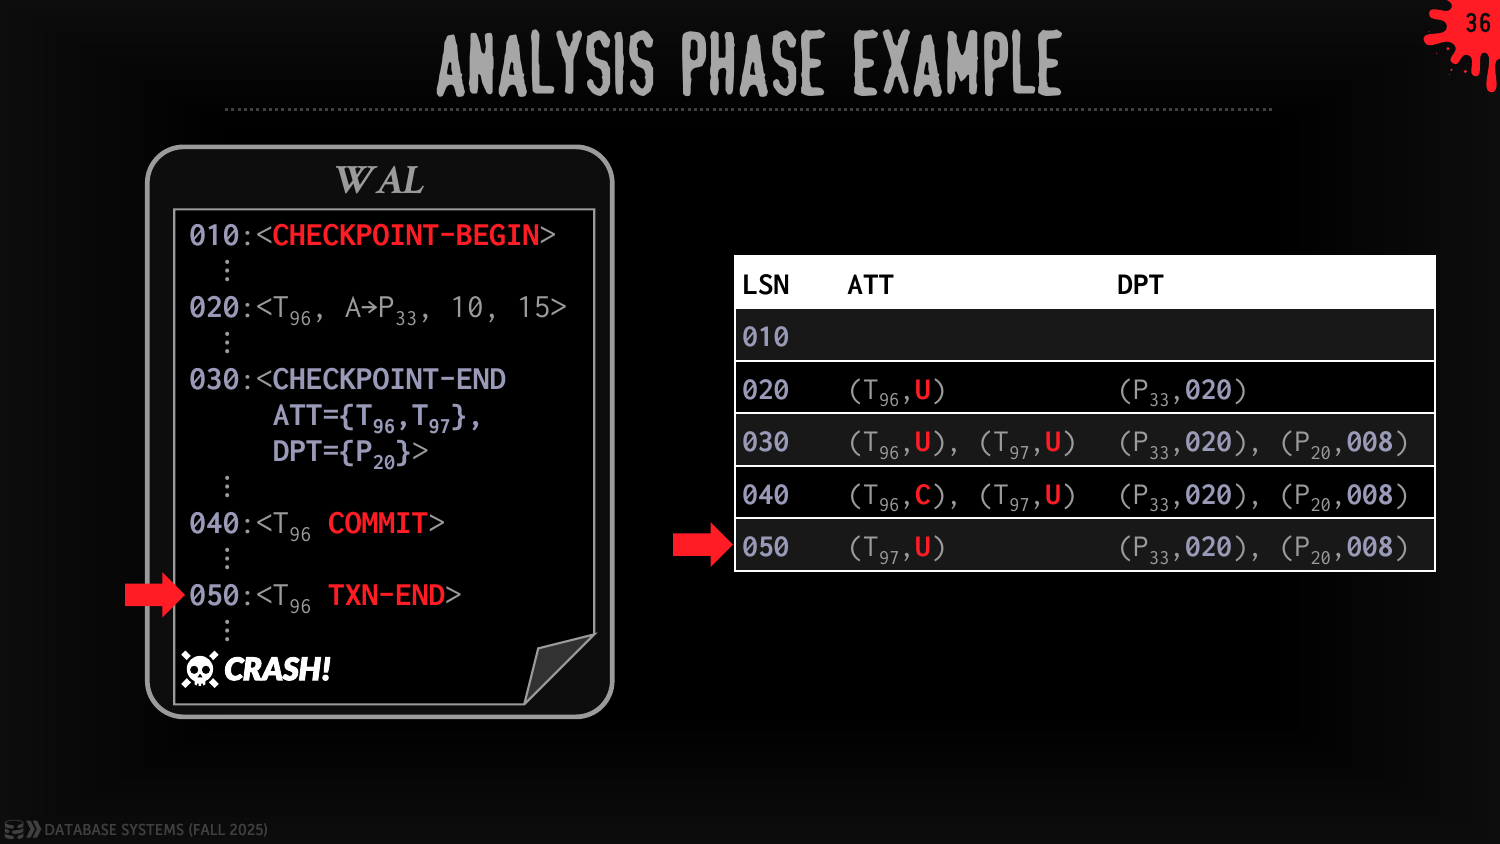 36
ANALYSIS PHASE EXAMPLE
WAL
010:<CHECKPOINT-BEGIN>
⋮
020:<T96, A→P33, 10, 15>
⋮
030:<CHECKPOINT-END
ATT={T96,T97},
DPT={P20}>
⋮
040:<T96 COMMIT>
⋮
050:<T96 TXN-END>
⋮
CRASH!
LSN ATT DPT
010
020 (T96,U) (P33,020)
030 (T96,U), (T97,U) (P33,020), (P20,008)
040 (T96,C), (T97,U) (P33,020), (P20,008)
050 (T97,U) (P33,020), (P20,008)
DATABASE SYSTEMS (FALL 2025)